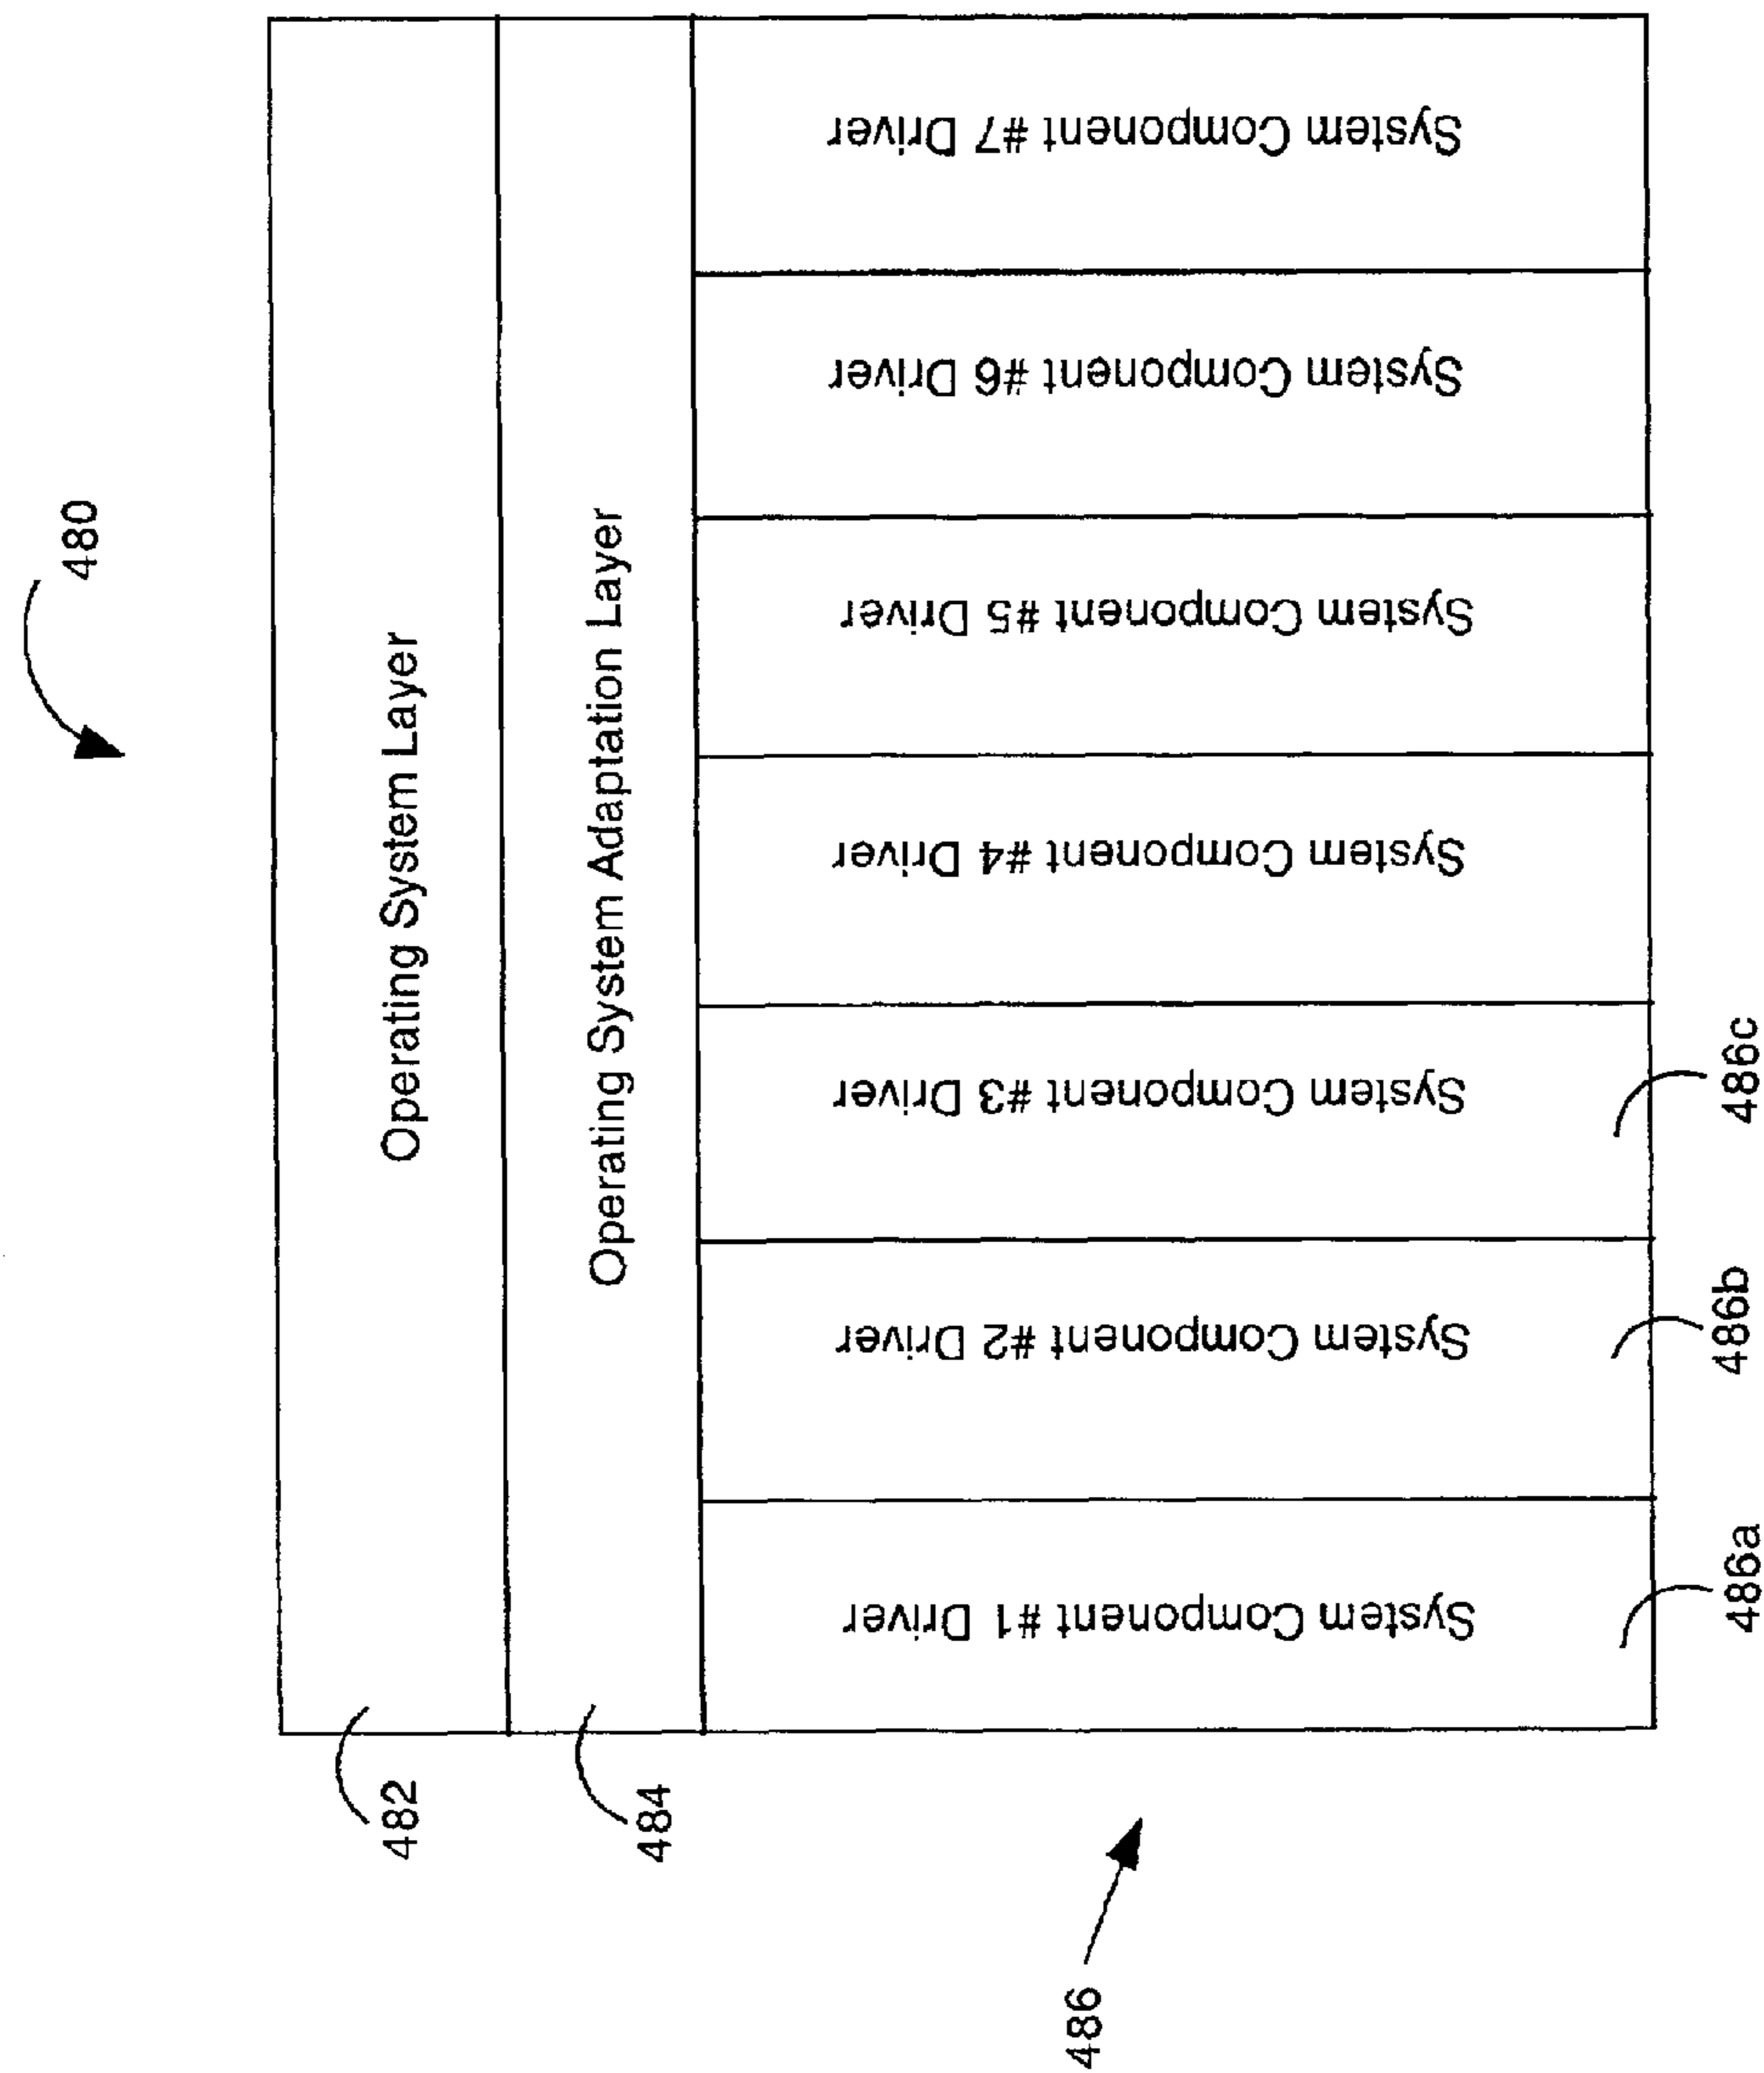 480
Operating System Layer
482
Operating System Adaptation Layer
484
486
System Component #1 Driver
System Component #2 Driver
System Component #3 Driver
System Component #4 Driver
System Component #5 Driver
System Component #6 Driver
System Component #7 Driver
486a
486b
486c